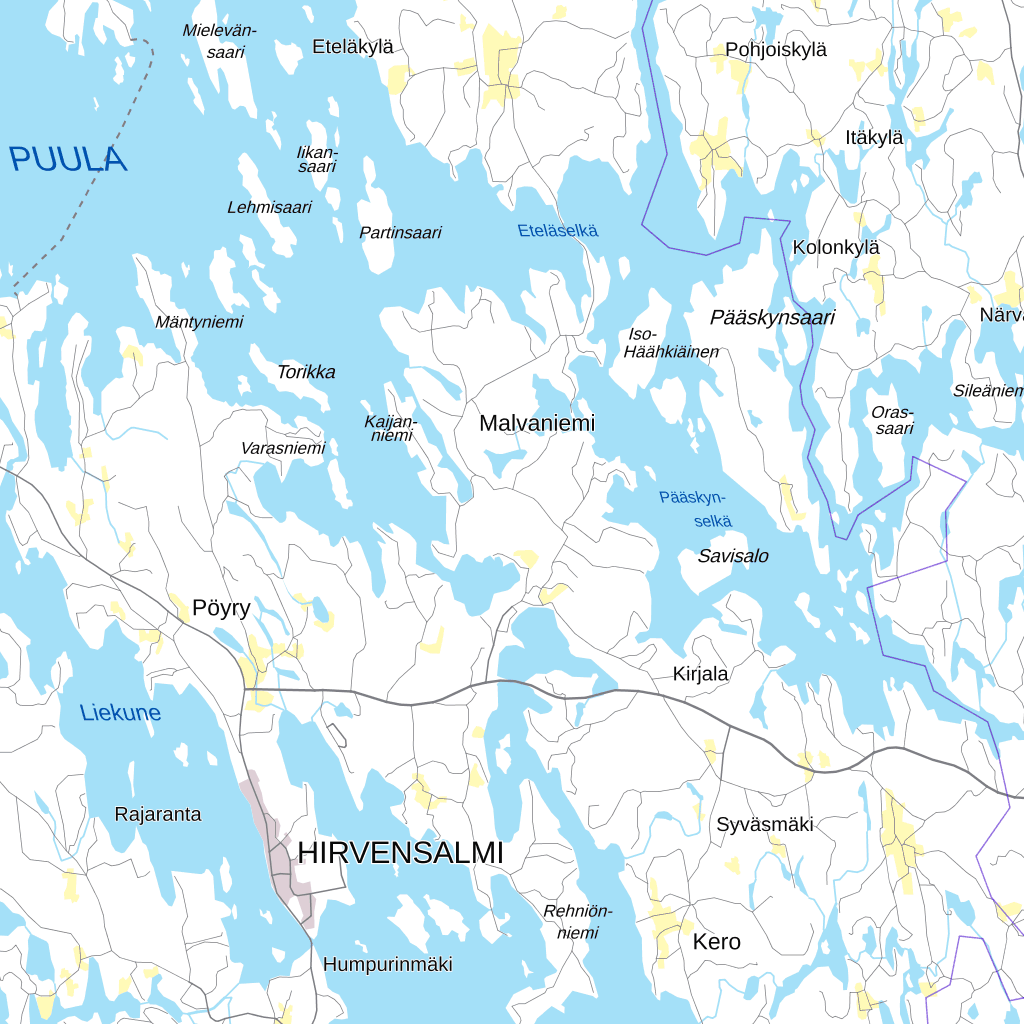 Mielevän-
saari
Eteläkylä
Pohjoiskylä
Itäkylä
PUULA
Iikan-
saari
Lehmisaari
Partinsaari
Eteläselkä
Kolonkylä
Mäntyniemi
Pääskynsaari
Närvä
Iso-
Häähkiäinen
Torikka
Sileäniem
Kaijan-
niemi
Malvaniemi
Oras-
saari
Varasniemi
Pääskyn-
selkä
Savisalo
Pöyry
Kirjala
Liekune
Rajaranta
Syväsmäki
HIRVENSALMI
Rehniön-
niemi
Kero
Humpurinmäki